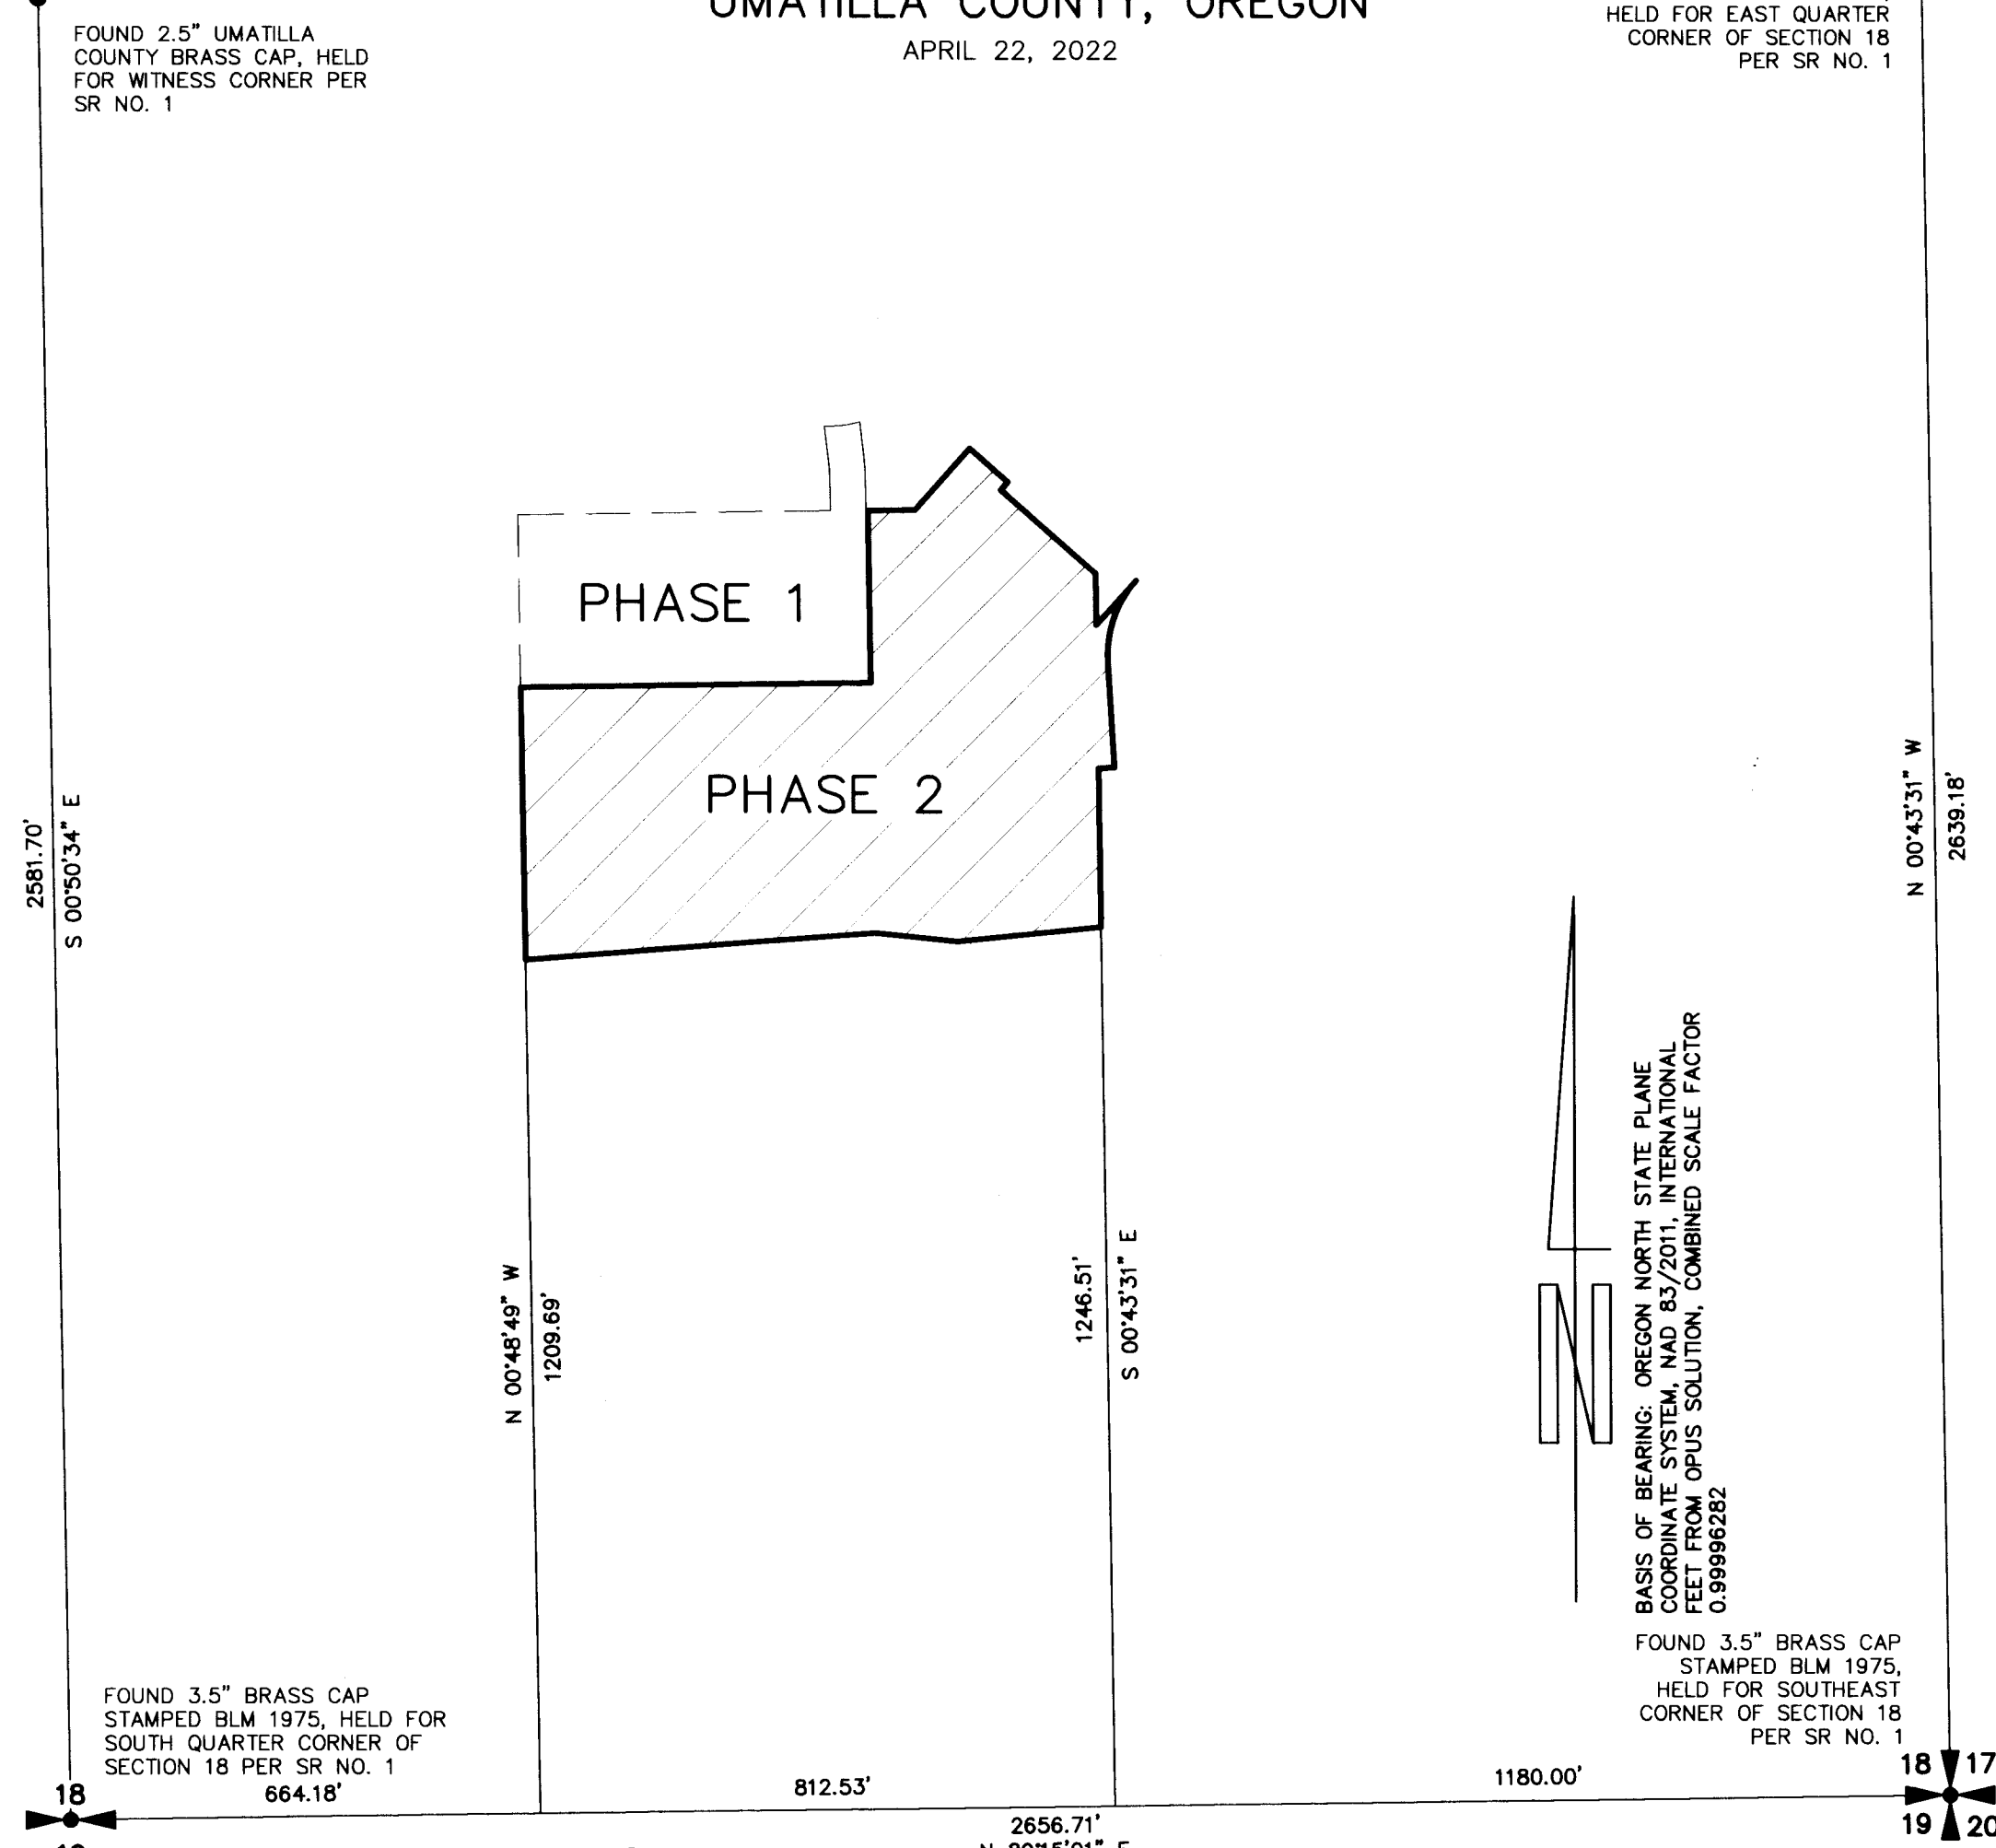 UMATILLA COUNTY, OREGON
APRIL 22, 2022
FOUND 2.5" UMATILLA
COUNTY BRASS CAP, HELD
FOR WITNESS CORNER PER
SR NO. 1
HELD FOR EAST QUARTER
CORNER OF SECTION 18
PER SR NO. 1
PHASE 1
PHASE 2
2581.70'
S 00°50'34" E
N 00°43'31" W
2639.18'
N 00°48'49" W
1209.69'
1246.51'
S 00°43'31" E
BASIS OF BEARING: OREGON NORTH STATE PLANE
COORDINATE SYSTEM, NAD 83/2011, INTERNATIONAL
FEET FROM OPUS SOLUTION, COMBINED SCALE FACTOR
0.99996282
N
FOUND 3.5" BRASS CAP
STAMPED BLM 1975,
HELD FOR SOUTHEAST
CORNER OF SECTION 18
PER SR NO. 1
FOUND 3.5" BRASS CAP
STAMPED BLM 1975, HELD FOR
SOUTH QUARTER CORNER OF
SECTION 18 PER SR NO. 1
18
664.18'
812.53'
1180.00'
18 17
19 20
2656.71'